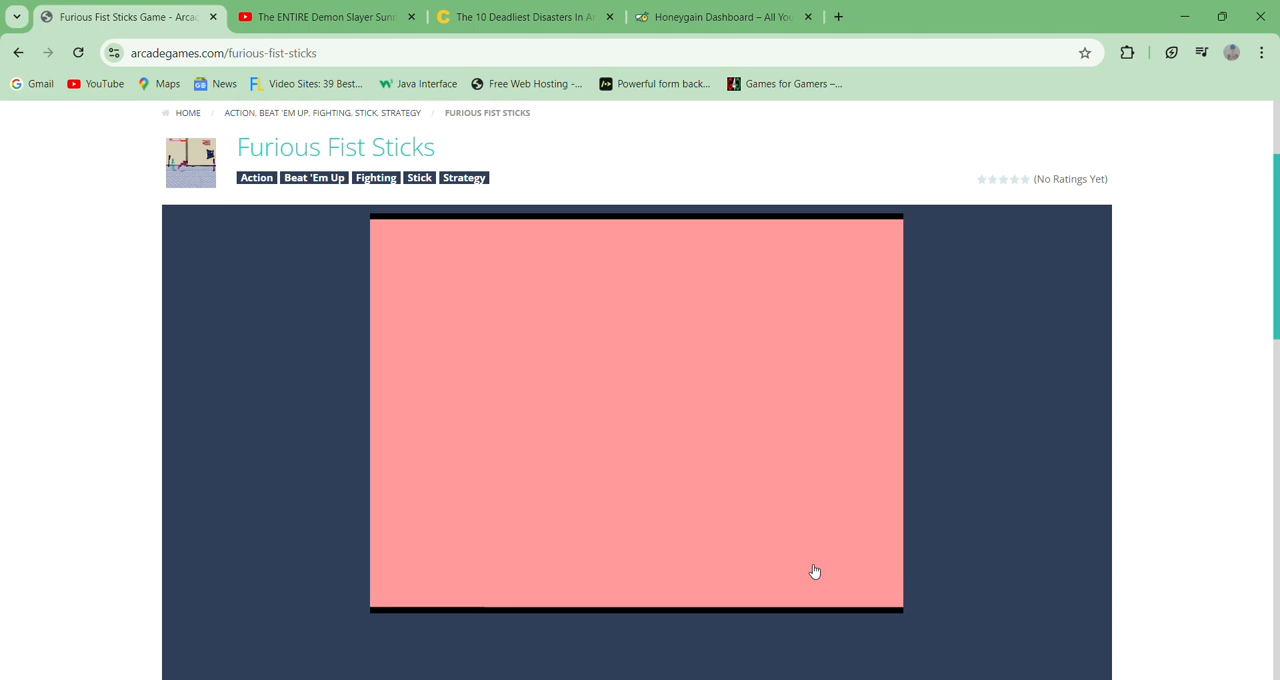 Furious Fist Sticks Game - Arca
The ENTIRE Demon Slayer Sun
The 10 Deadliest Disasters In A
Honeygain Dashboard – All You
arcadegames.com/furious-fist-sticks
Gmail
YouTube
Maps
News
Video Sites: 39 Best...
Java Interface
Free Web Hosting -...
Powerful form back...
Games for Gamers –...
HOME / ACTION, BEAT 'EM UP, FIGHTING, STICK, STRATEGY / FURIOUS FIST STICKS
Furious Fist Sticks
Action Beat 'Em Up Fighting Stick Strategy
(No Ratings Yet)